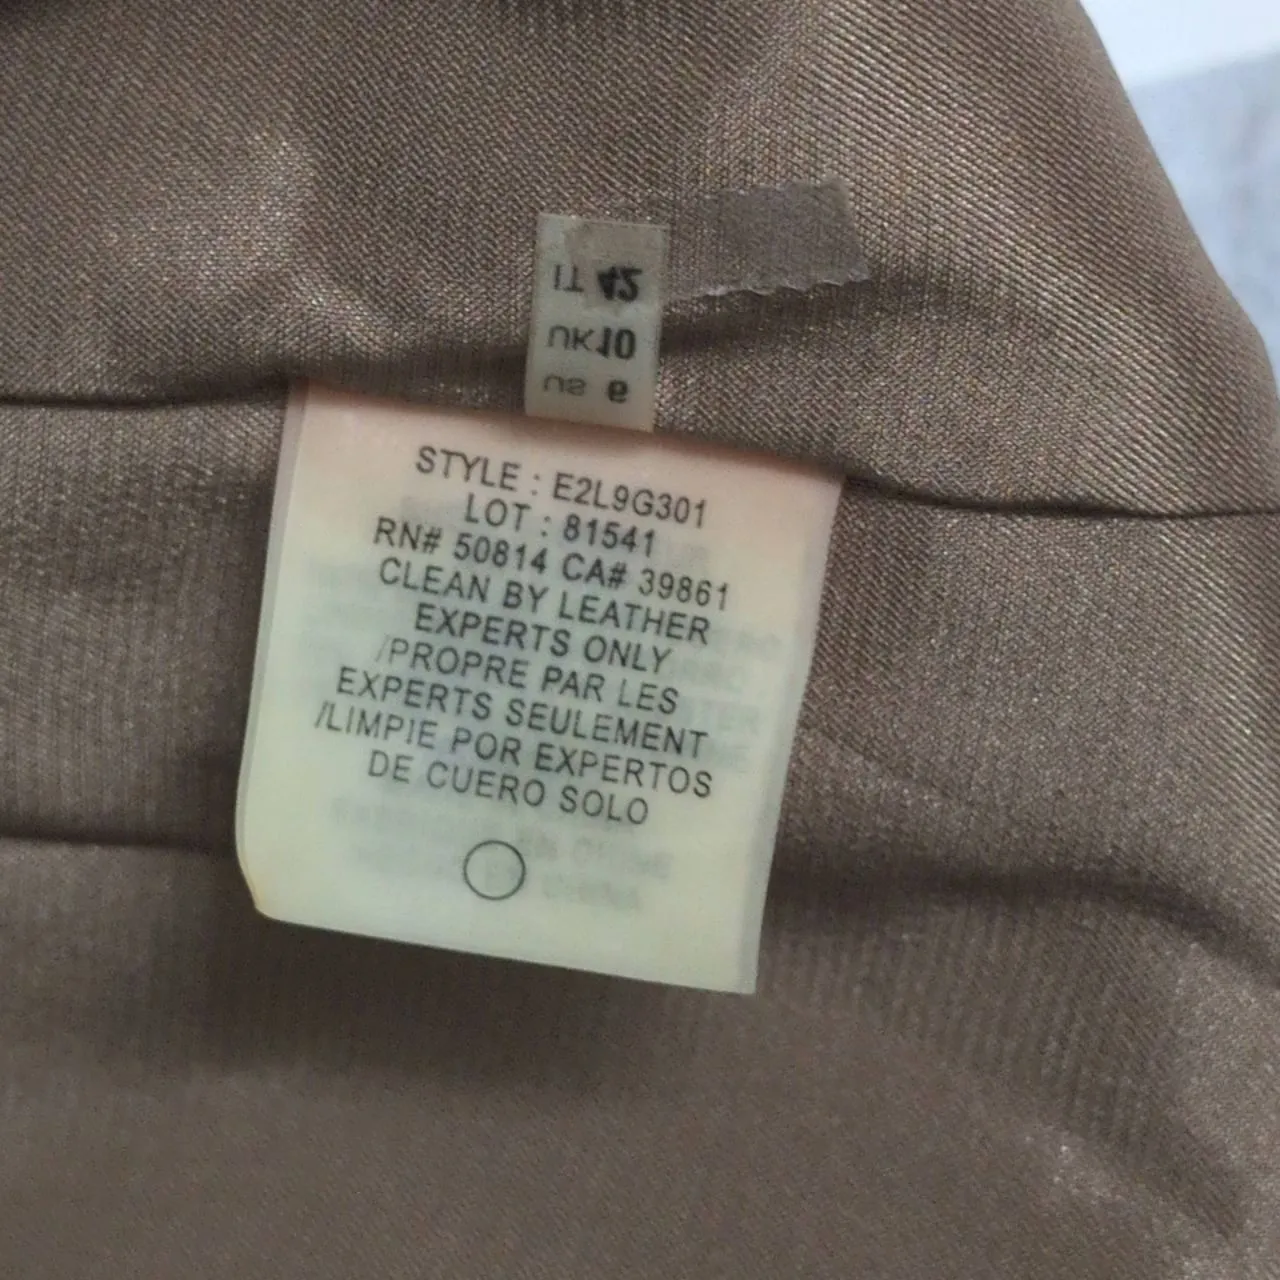 IT 42
UK 10
US 6
STYLE : E2L9G301
LOT : 81541
RN# 50814 CA# 39861
CLEAN BY LEATHER
EXPERTS ONLY
/PROPRE PAR LES
EXPERTS SEULEMENT
/LIMPIE POR EXPERTOS
DE CUERO SOLO